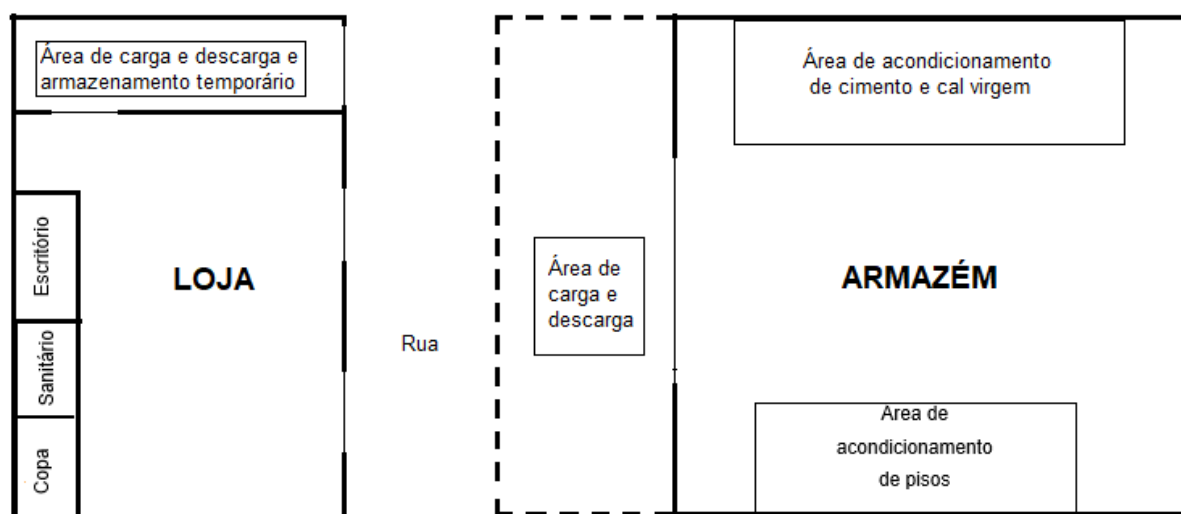 Área de carga e descarga e
armazenamento temporário
Escritório
LOJA
Sanitário
Copa
Rua
Área de
carga e
descarga
Área de acondicionamento
de cimento e cal virgem
ARMAZÉM
Área de
acondicionamento
de pisos